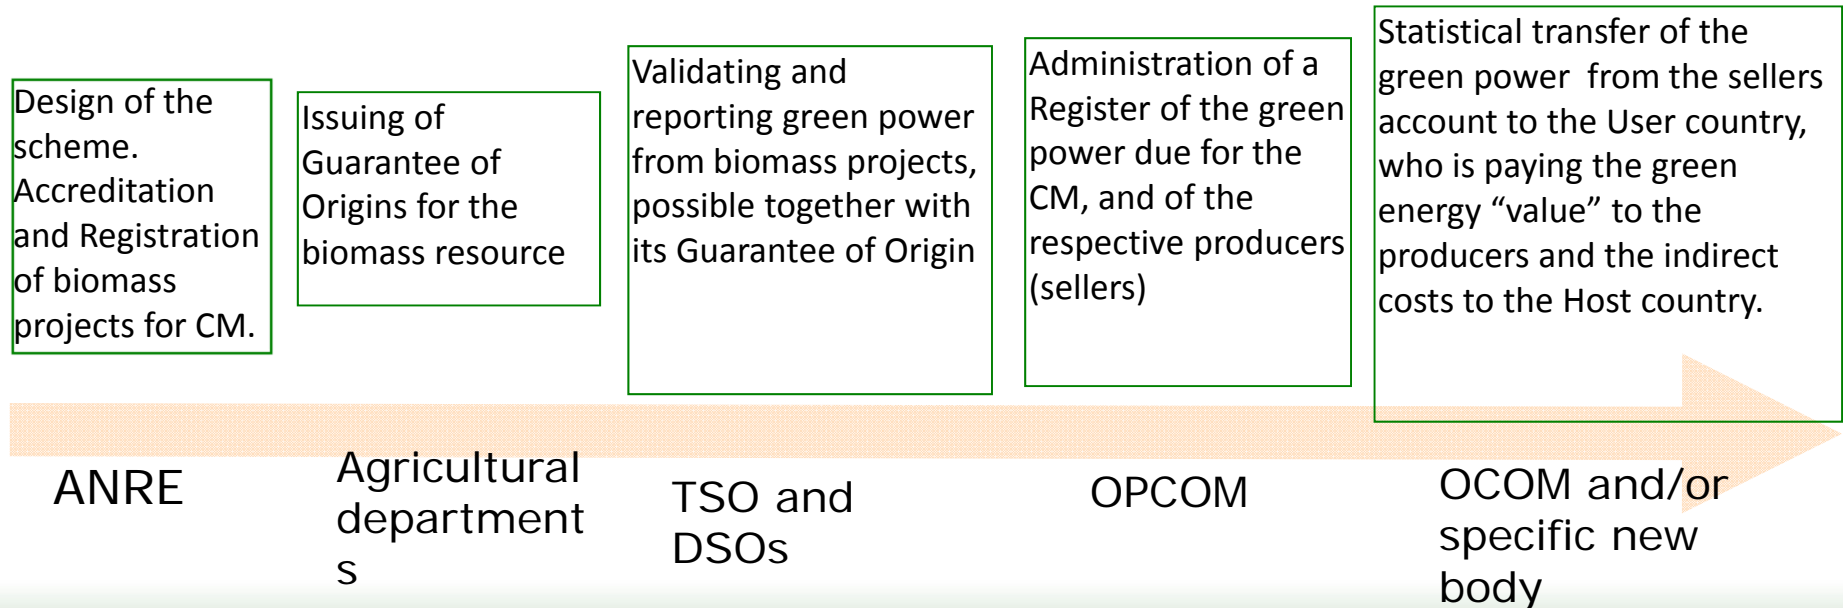 Design of the
scheme.
Accreditation
and Registration
of biomass
projects for CM.
Issuing of
Guarantee of
Origins for the
biomass resource
Validating and
reporting green power
from biomass projects,
possible together with
its Guarantee of Origin
Administration of a
Register of the green
power due for the
CM, and of the
respective producers
(sellers)
Statistical transfer of the
green power  from the sellers
account to the User country,
who is paying the green
energy “value” to the
producers and the indirect
costs to the Host country.
ANRE
Agricultural
department
s
TSO and
DSOs
OPCOM
OCOM and/or
specific new
body